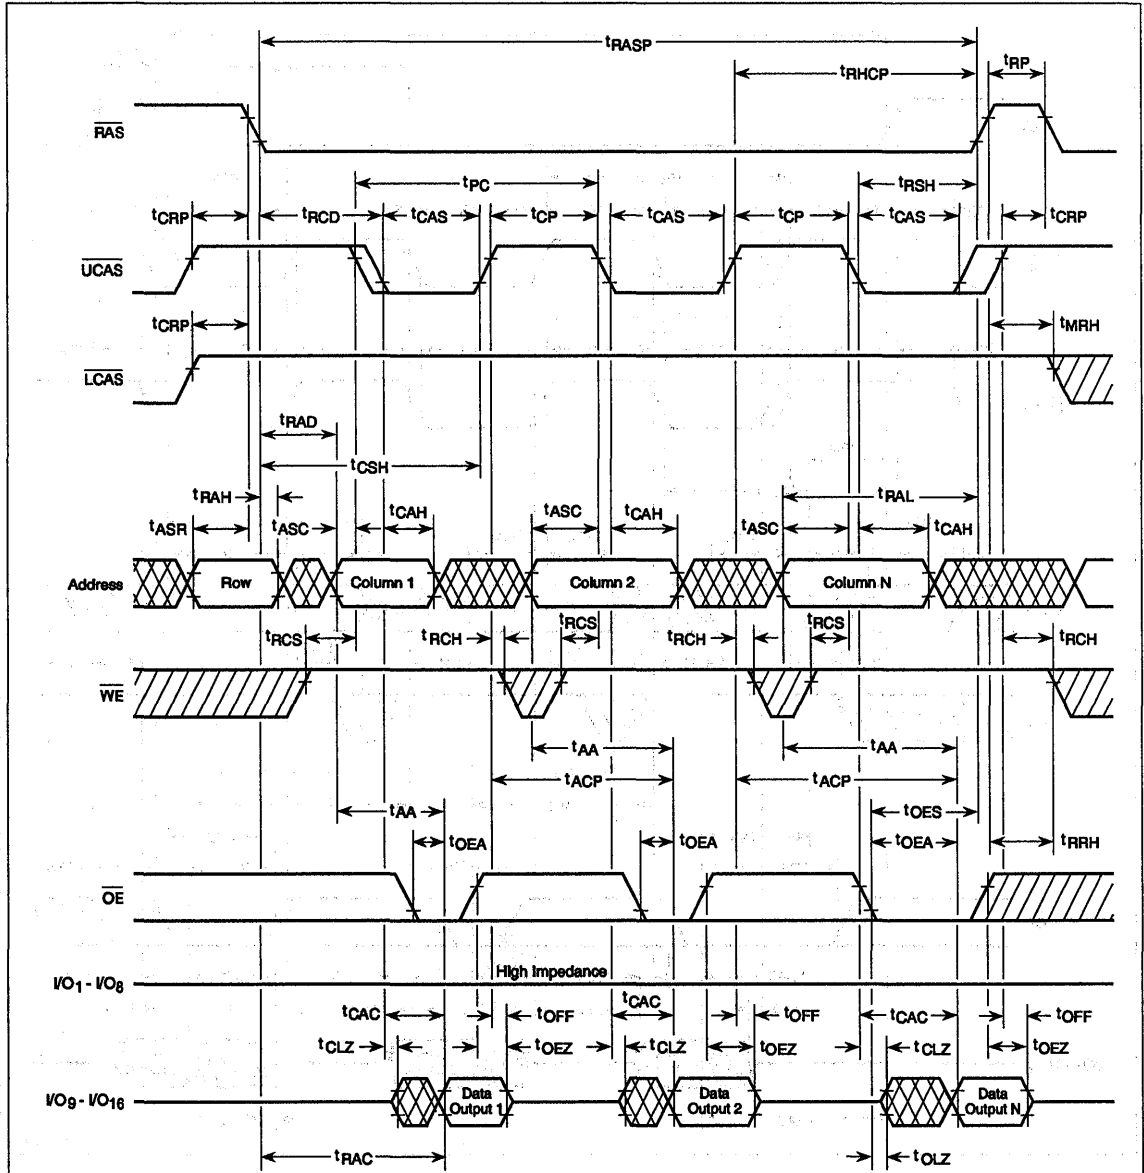 tRASP
tRHCP tRP
RAS
tPC tRSH
tCRP tRCD tCAS tCP tCAS tCP tCAS tCRP
UCAS
tCRP tMRH
LCAS
tRAD
tCSH
tRAH tRAL
tASR tASC tCAH tASC tCAH tASC tCAH
Address Row Column 1 Column 2 Column N
tRCS tRCH tRCS tRCH tRCS tRCH
WE
tAA tAA
tACP tACP
tAA tOES
tOEA tOEA tOEA tRRH
OE
High Impedance
I/O1 - I/O8
tCAC tOFF tCAC tOFF tCAC tOFF
tCLZ tOEZ tCLZ tOEZ tCLZ tOEZ
I/O9 - I/O16 Data Output 1 Data Output 2 Data Output N
tRAC tOLZ